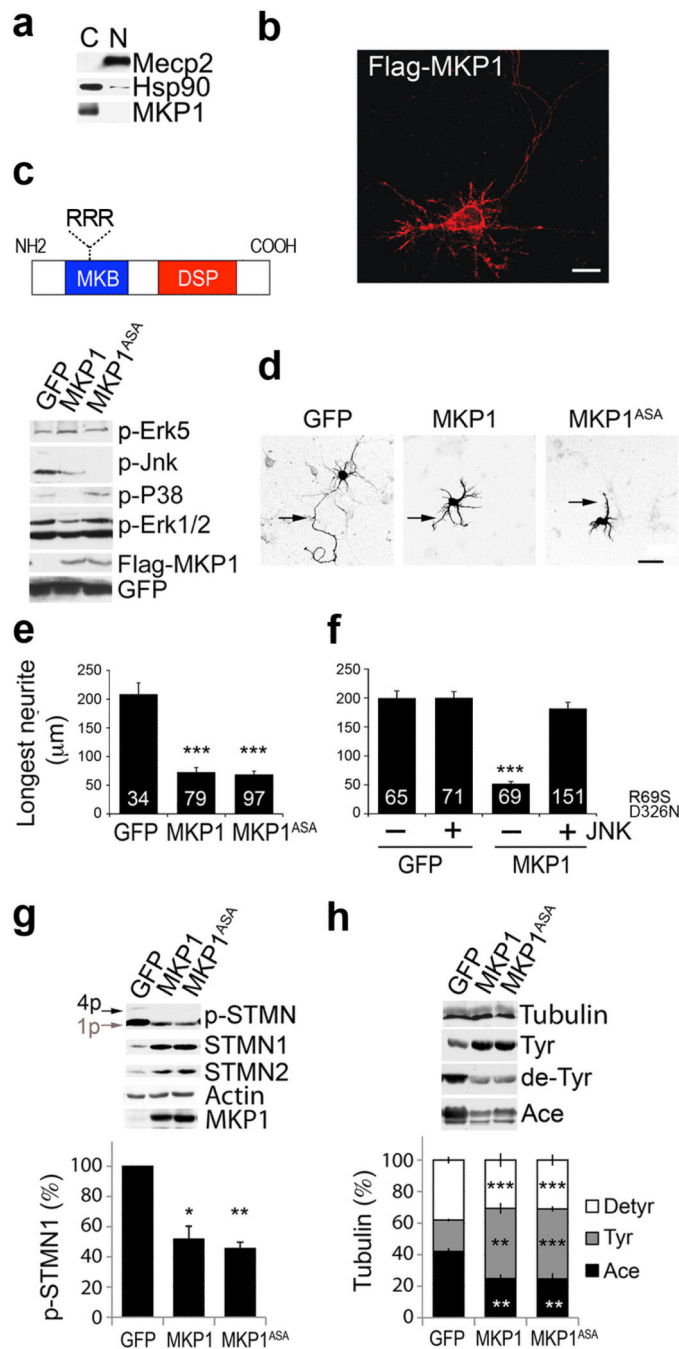 a
C N
Mecp2
Hsp90
MKP1
b
Flag-MKP1
c
RRR
NH2
COOH
MKB
DSP
GFP
MKP1
MKP1ASA
p-Erk5
p-Jnk
p-P38
p-Erk1/2
Flag-MKP1
GFP
d
GFP
MKP1
MKP1ASA
e
Longest neurite
(μm)
250
200
150
100
50
0
***
***
34
79
97
GFP
MKP1
MKP1ASA
f
250
200
150
100
50
0
***
65
71
69
151
R69S
D326N
– + – + JNK
GFP
MKP1
g
GFP
MKP1
MKP1ASA
4p
1p
p-STMN
STMN1
STMN2
Actin
MKP1
p-STMN1 (%)
100
80
60
40
20
0
*
**
GFP
MKP1
MKP1ASA
h
GFP
MKP1
MKP1ASA
Tubulin
Tyr
de-Tyr
Ace
Tubulin (%)
100
80
60
40
20
0
*** ***
** ***
** **
Detyr
Tyr
Ace
GFP
MKP1
MKP1ASA